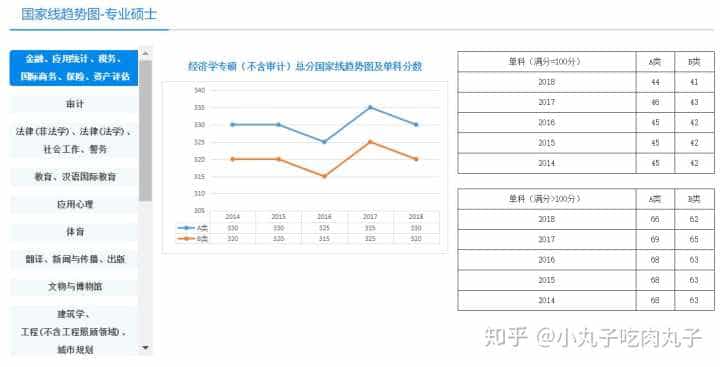 国家线趋势图-专业硕士
金融、应用统计、税务、
国际商务、保险、资产评估
审计
法律(非法学)、法律(法学)、
社会工作、警务
教育、汉语国际教育
应用心理
体育
翻译、新闻与传播、出版
文物与博物馆
建筑学、
工程(不含工程照顾领域)、
城市规划
经济学专硕（不含审计）总分国家线趋势图及单科分数
340
335
330
325
320
315
310
305
2014 2015 2016 2017 2018
A类 330 330 325 335 330
B类 320 320 315 325 320
单科（满分=100分） A类 B类
2018 44 41
2017 46 43
2016 45 42
2015 45 42
2014 45 42
单科（满分>100分） A类 B类
2018 66 62
2017 69 65
2016 68 63
2015 68 63
2014 68 63
知乎 @小丸子吃肉丸子